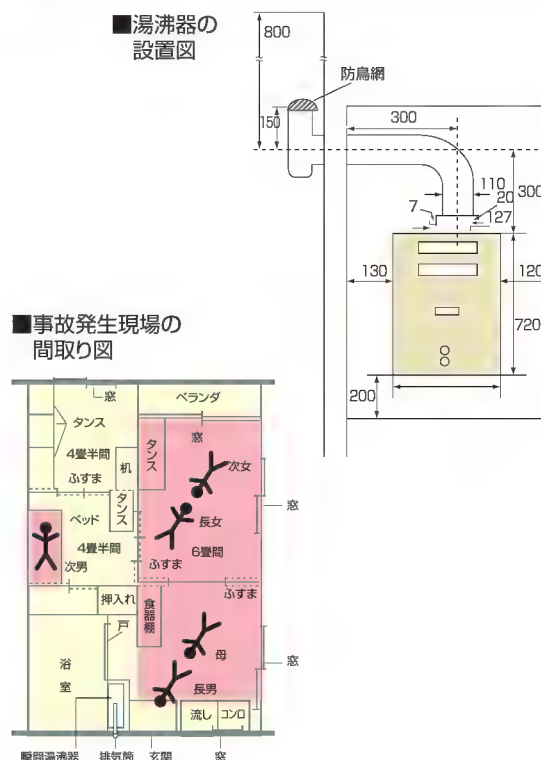 ■湯沸器の
設置図
800
防鳥網
150
300
300
110
20
7
127
130
120
720
200
■事故発生現場の
間取り図
窓
ベランダ
タンス
4畳半間
ふすま
机
タンス
窓
次女
タンス
長女
6畳間
窓
ベッド
4畳半間
次男
ふすま
ふすま
押入れ
食器棚
戸
母
窓
浴
室
長男
流し
コンロ
瞬間湯沸器
排気筒
玄関
窓